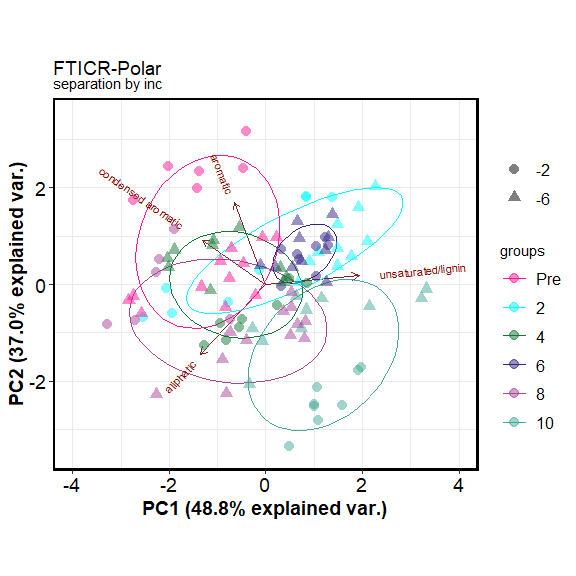 FTICR-Polar
separation by inc
condensed aromatic
aromatic
unsaturated/lignin
aliphatic
2
0
-2
-4
-2
0
2
4
PC1 (48.8% explained var.)
PC2 (37.0% explained var.)
-2
-6
groups
Pre
2
4
6
8
10